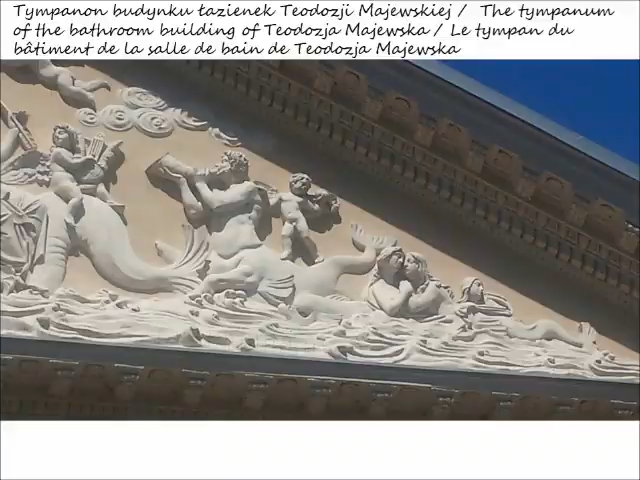 Tympanon budynku łazienek Teodozji Majewskiej / The tympanum
of the bathroom building of Teodozja Majewska / Le tympan du
bâtiment de la salle de bain de Teodozja Majewska